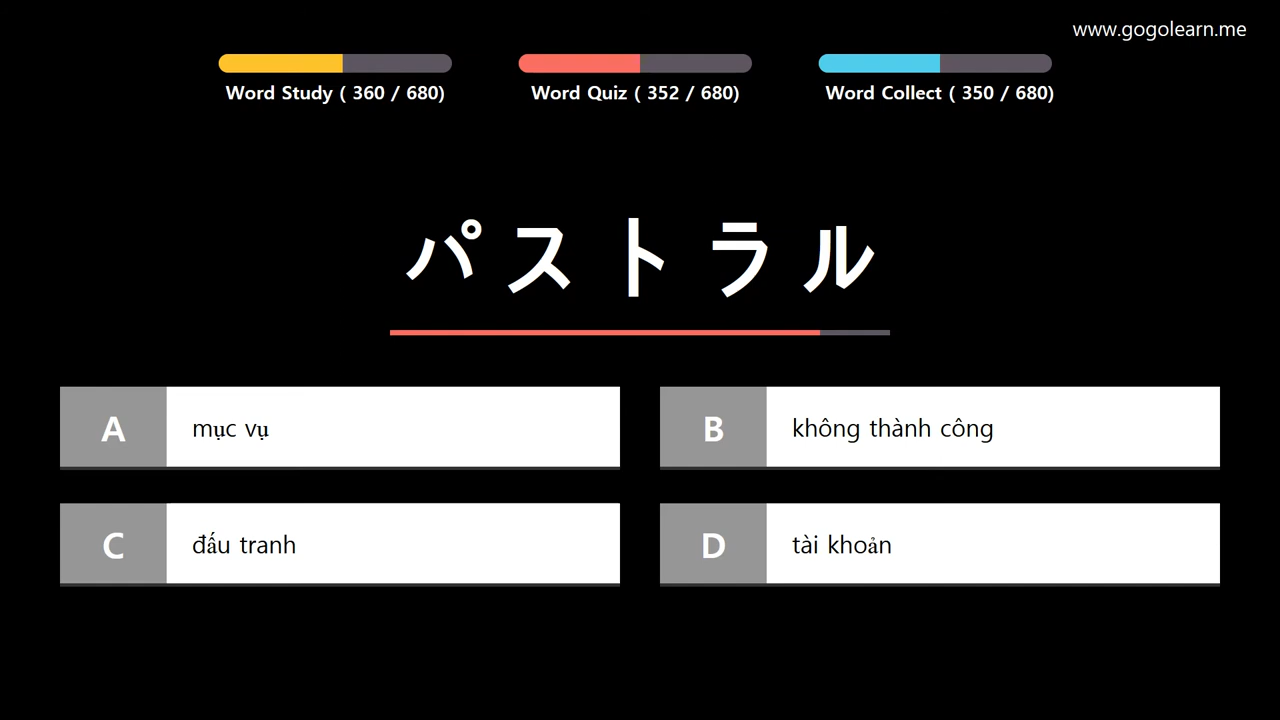 www.gogolearn.me
Word Study ( 360 / 680)
Word Quiz ( 352 / 680)
Word Collect ( 350 / 680)
パストラル
A mục vụ
B không thành công
C đấu tranh
D tài khoản